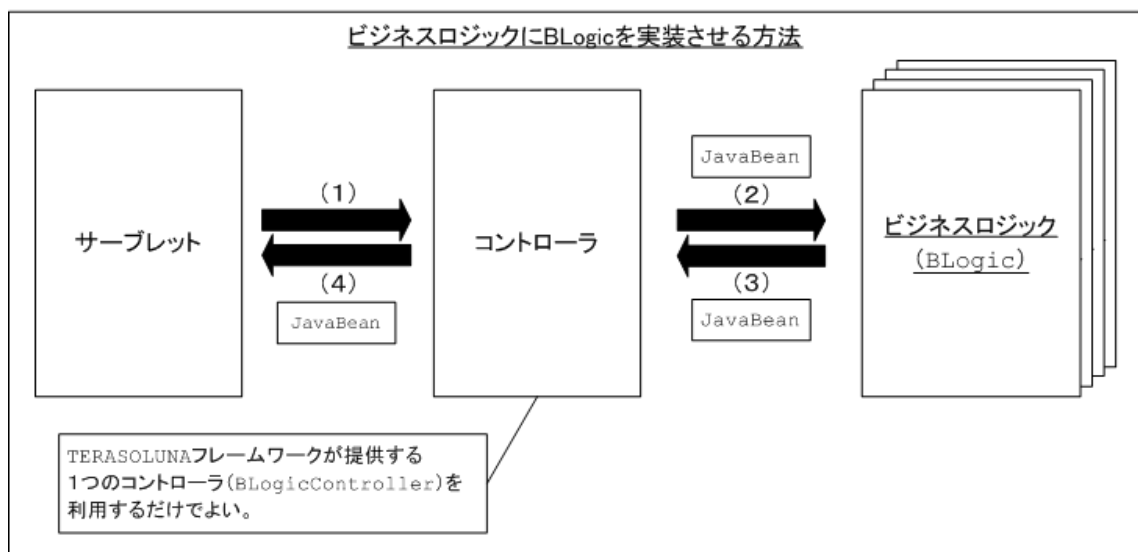 ビジネスロジックにBLogicを実装させる方法
サーブレット
(1)
(4)
JavaBean
コントローラ
JavaBean
(2)
(3)
JavaBean
ビジネスロジック
(BLogic)
TERASOLUNAフレームワークが提供する
1つのコントローラ(BLogicController)を
利用するだけでよい。